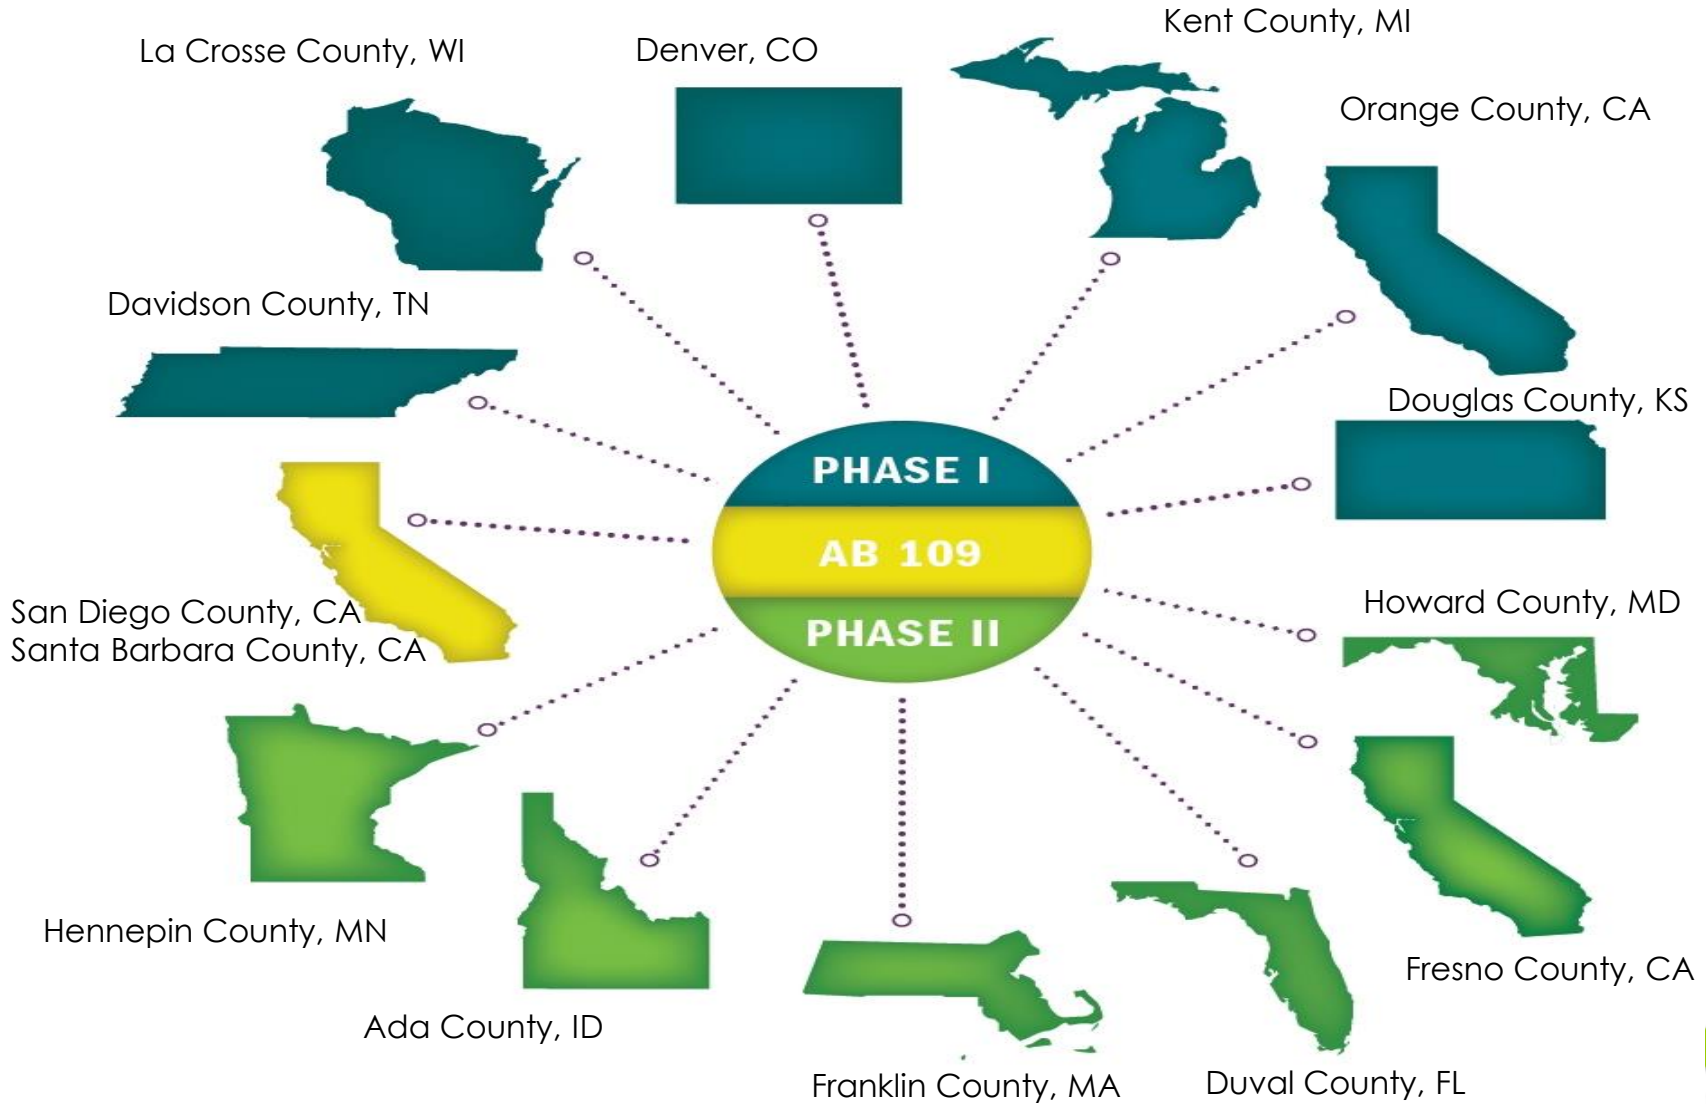 Kent County, MI
La Crosse County, WI
Denver, CO
Orange County, CA
Davidson County, TN
Douglas County, KS
PHASE I
AB 109
PHASE II
San Diego County, CA
Santa Barbara County, CA
Howard County, MD
Hennepin County, MN
Fresno County, CA
Ada County, ID
Franklin County, MA
Duval County, FL